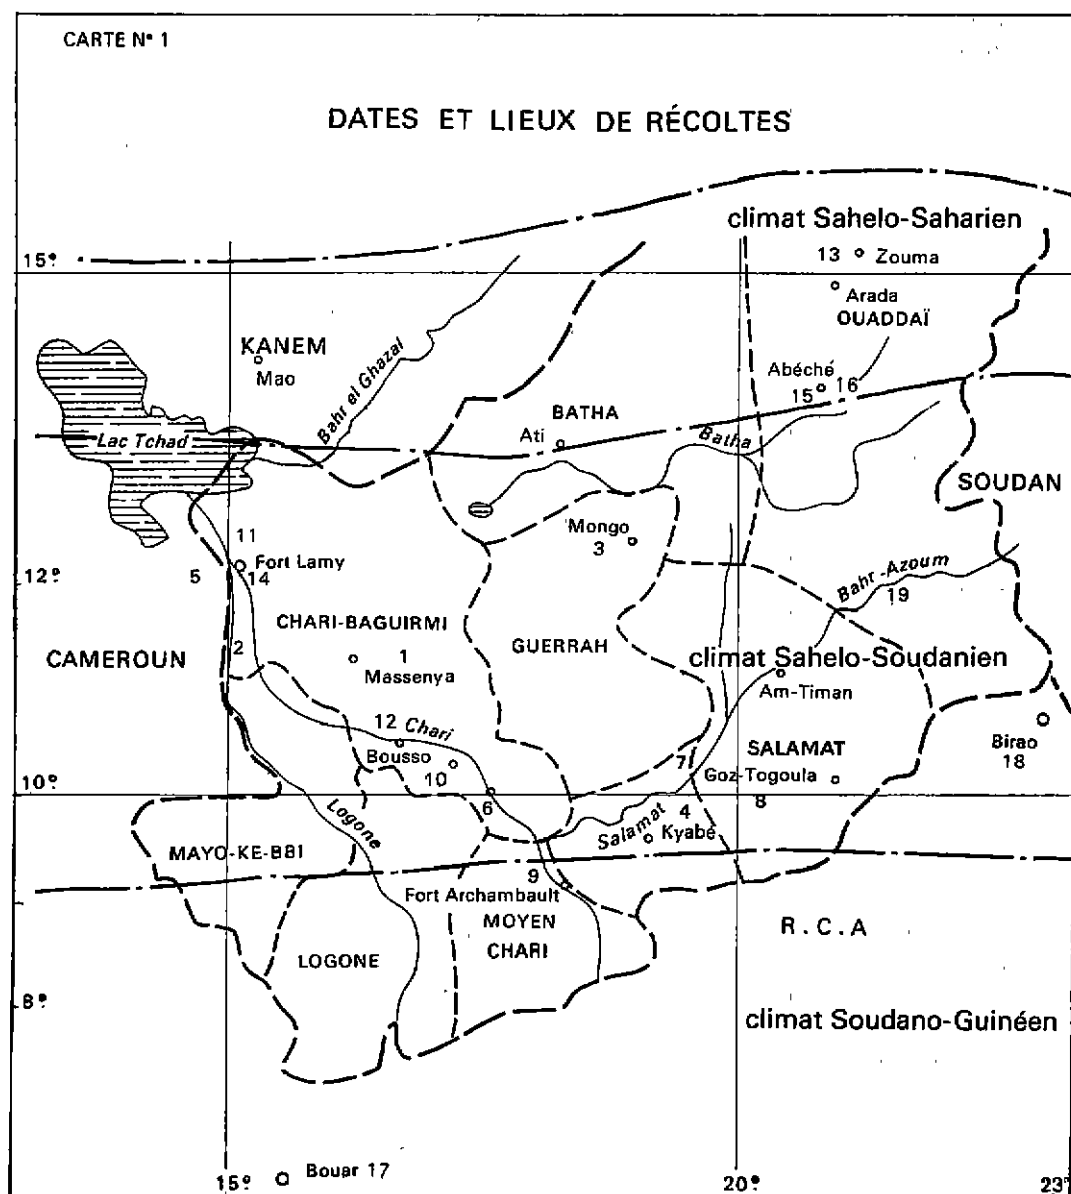 CARTE N° 1
DATES ET LIEUX DE RÉCOLTES
climat Sahelo-Saharien
13 Zouma
15°
Arada
OUADDAÏ
KANEM
Mao
Bahr el Ghazal
Abéché
15 16
BATHA
Ati
Batha
Lac Tchad
SOUDAN
Mongo
3
11
Fort Lamy
14
5
12°
Bahr-Azoum
19
CHARI-BAGUIRMI
GUERRAH
2
CAMEROUN
1
Massenya
climat Sahelo-Soudanien
Am-Timan
12 Chari
Bousso
10
SALAMAT
7
Goz-Togoula
8
Birao
18
10°
6
Logone
Salamat
4
Kyabé
MAYO-KE-BBI
9
Fort Archambault
MOYEN
CHARI
LOGONE
R.C.A
8°
climat Soudano-Guinéen
Bouar 17
15°
20°
23°